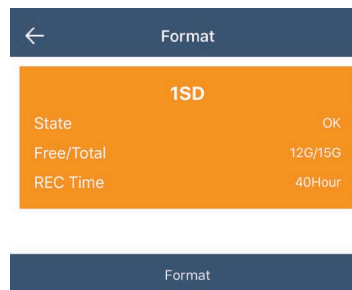 Format
1SD
State OK
Free/Total 12G/15G
REC Time 40Hour
Format